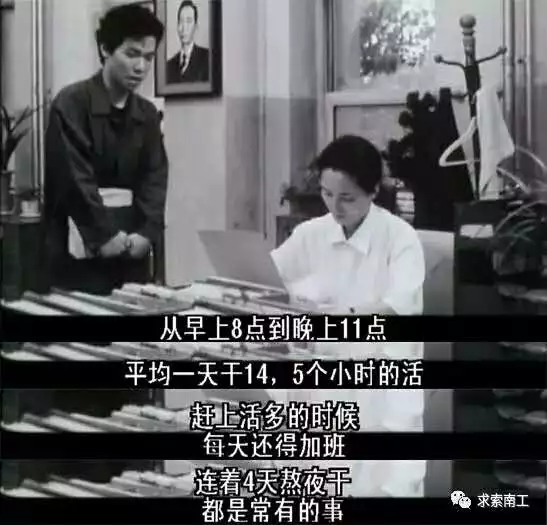 从早上8点到晚上11点
平均一天干14，5个小时的活
赶上活多的时候
每天还得加班
连着4天熬夜干
都是常有的事
求索南工